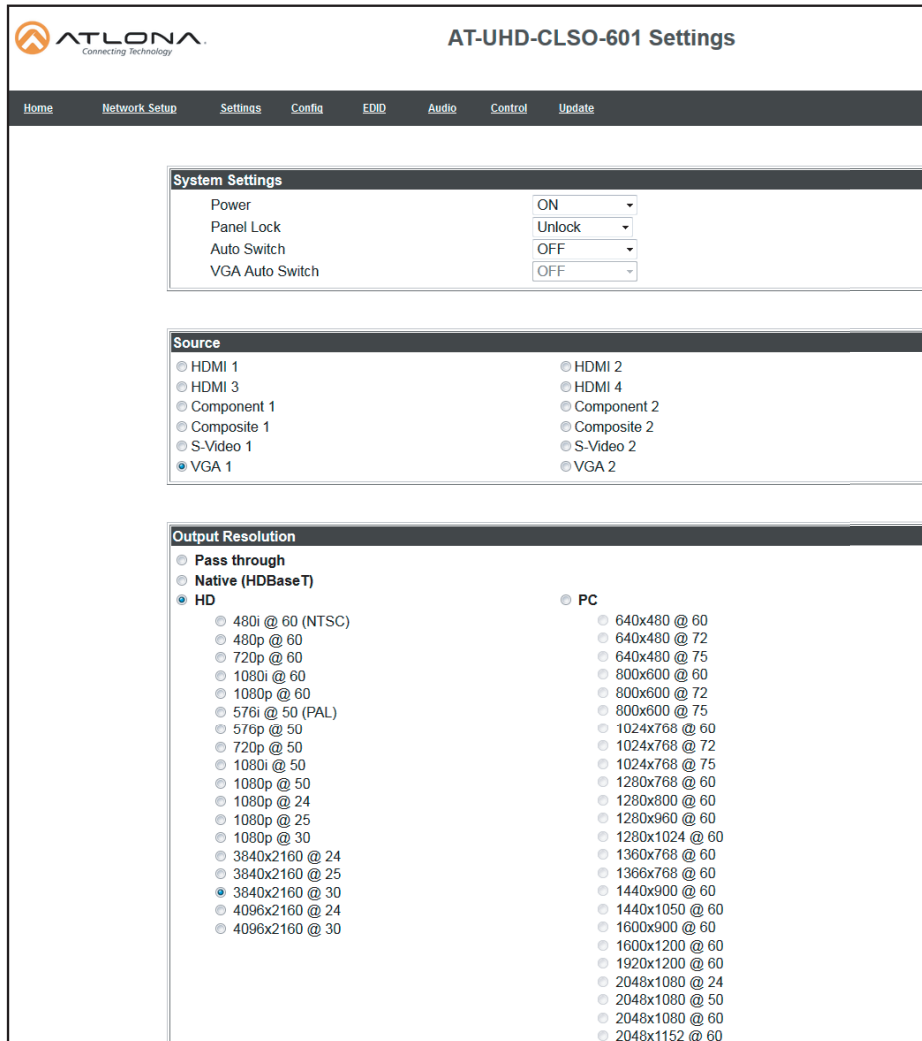 ATLONA.
Connecting Technology
AT-UHD-CLSO-601 Settings
Home Network Setup Settings Config EDID Audio Control Update
System Settings
Power ON
Panel Lock Unlock
Auto Switch OFF
VGA Auto Switch OFF
Source
HDMI 1 HDMI 2
HDMI 3 HDMI 4
Component 1 Component 2
Composite 1 Composite 2
S-Video 1 S-Video 2
VGA 1 VGA 2
Output Resolution
Pass through
Native (HDBaseT)
HD
480i @ 60 (NTSC)
480p @ 60
720p @ 60
1080i @ 60
1080p @ 60
576i @ 50 (PAL)
576p @ 50
720p @ 50
1080i @ 50
1080p @ 50
1080p @ 24
1080p @ 25
1080p @ 30
3840x2160 @ 24
3840x2160 @ 25
3840x2160 @ 30
4096x2160 @ 24
4096x2160 @ 30
PC
640x480 @ 60
640x480 @ 72
640x480 @ 75
800x600 @ 60
800x600 @ 72
800x600 @ 75
1024x768 @ 60
1024x768 @ 72
1024x768 @ 75
1280x768 @ 60
1280x800 @ 60
1280x960 @ 60
1280x1024 @ 60
1360x768 @ 60
1366x768 @ 60
1440x900 @ 60
1440x1050 @ 60
1600x900 @ 60
1600x1200 @ 60
1920x1200 @ 60
2048x1080 @ 24
2048x1080 @ 50
2048x1080 @ 60
2048x1152 @ 60